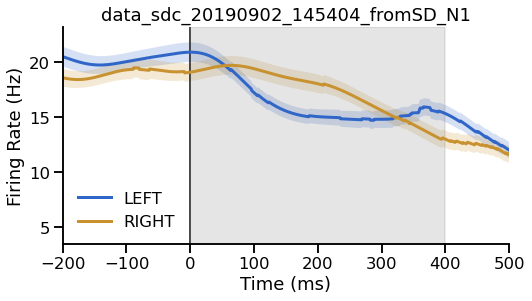 data_sdc_20190902_145404_fromSD_N1
Firing Rate (Hz)
20
15
10
5
LEFT
RIGHT
−200 −100 0 100 200 300 400 500
Time (ms)